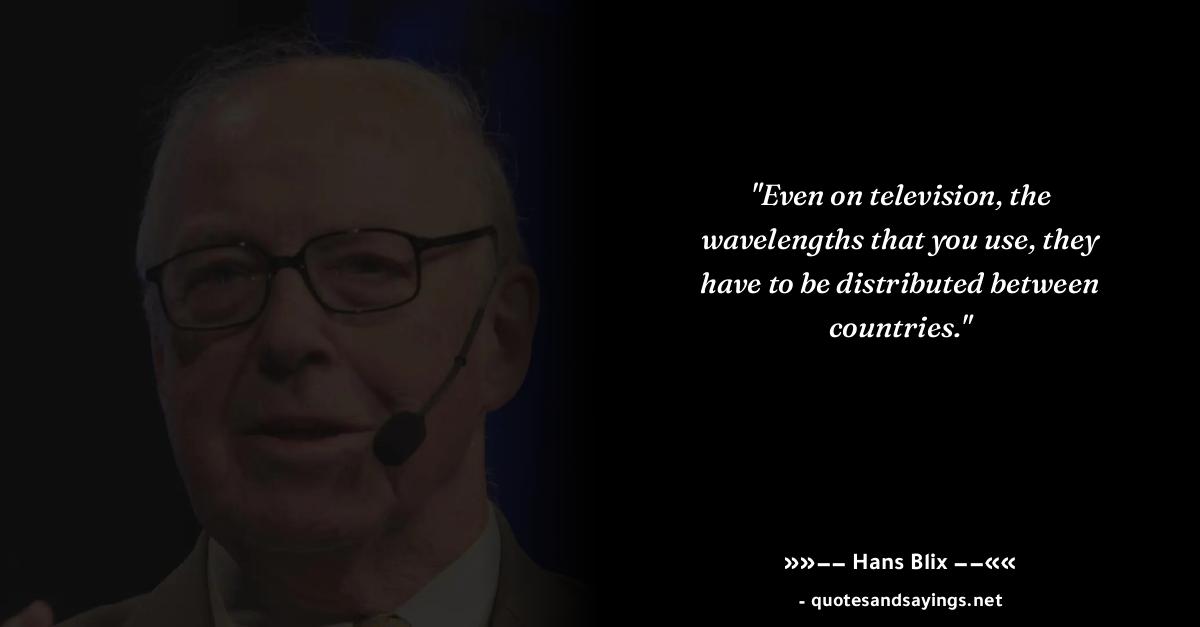 "Even on television, the
wavelengths that you use, they
have to be distributed between
countries."
»»−− Hans Blix −−««
- quotesandsayings.net